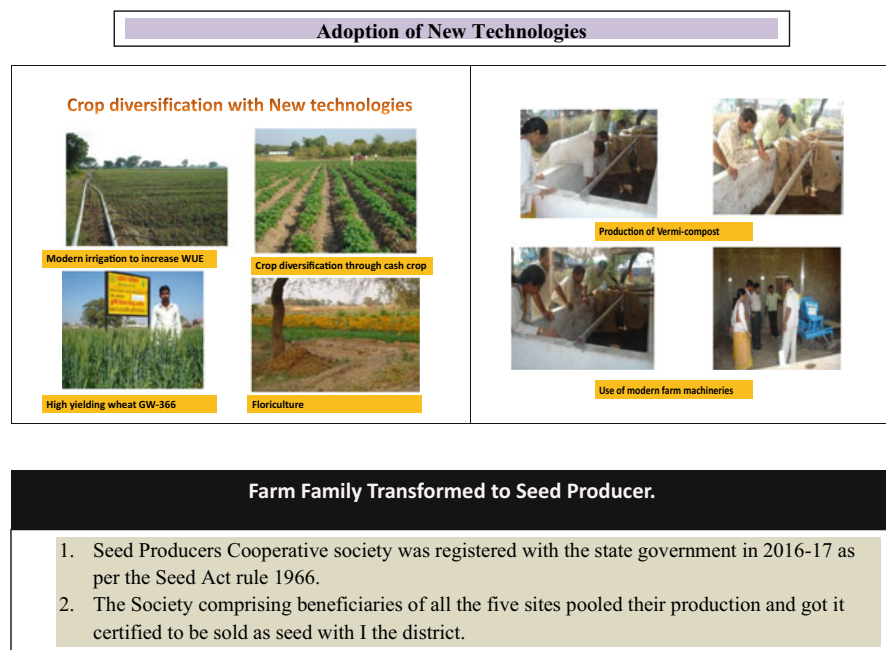 Adoption of New Technologies
Crop diversification with New technologies
Modern irrigation to increase WUE
Crop diversification through cash crop
High yielding wheat GW-366
Floriculture
Production of Vermi-compost
Use of modern farm machineries
Farm Family Transformed to Seed Producer.
1. Seed Producers Cooperative society was registered with the state government in 2016-17 as
per the Seed Act rule 1966.
2. The Society comprising beneficiaries of all the five sites pooled their production and got it
certified to be sold as seed with I the district.